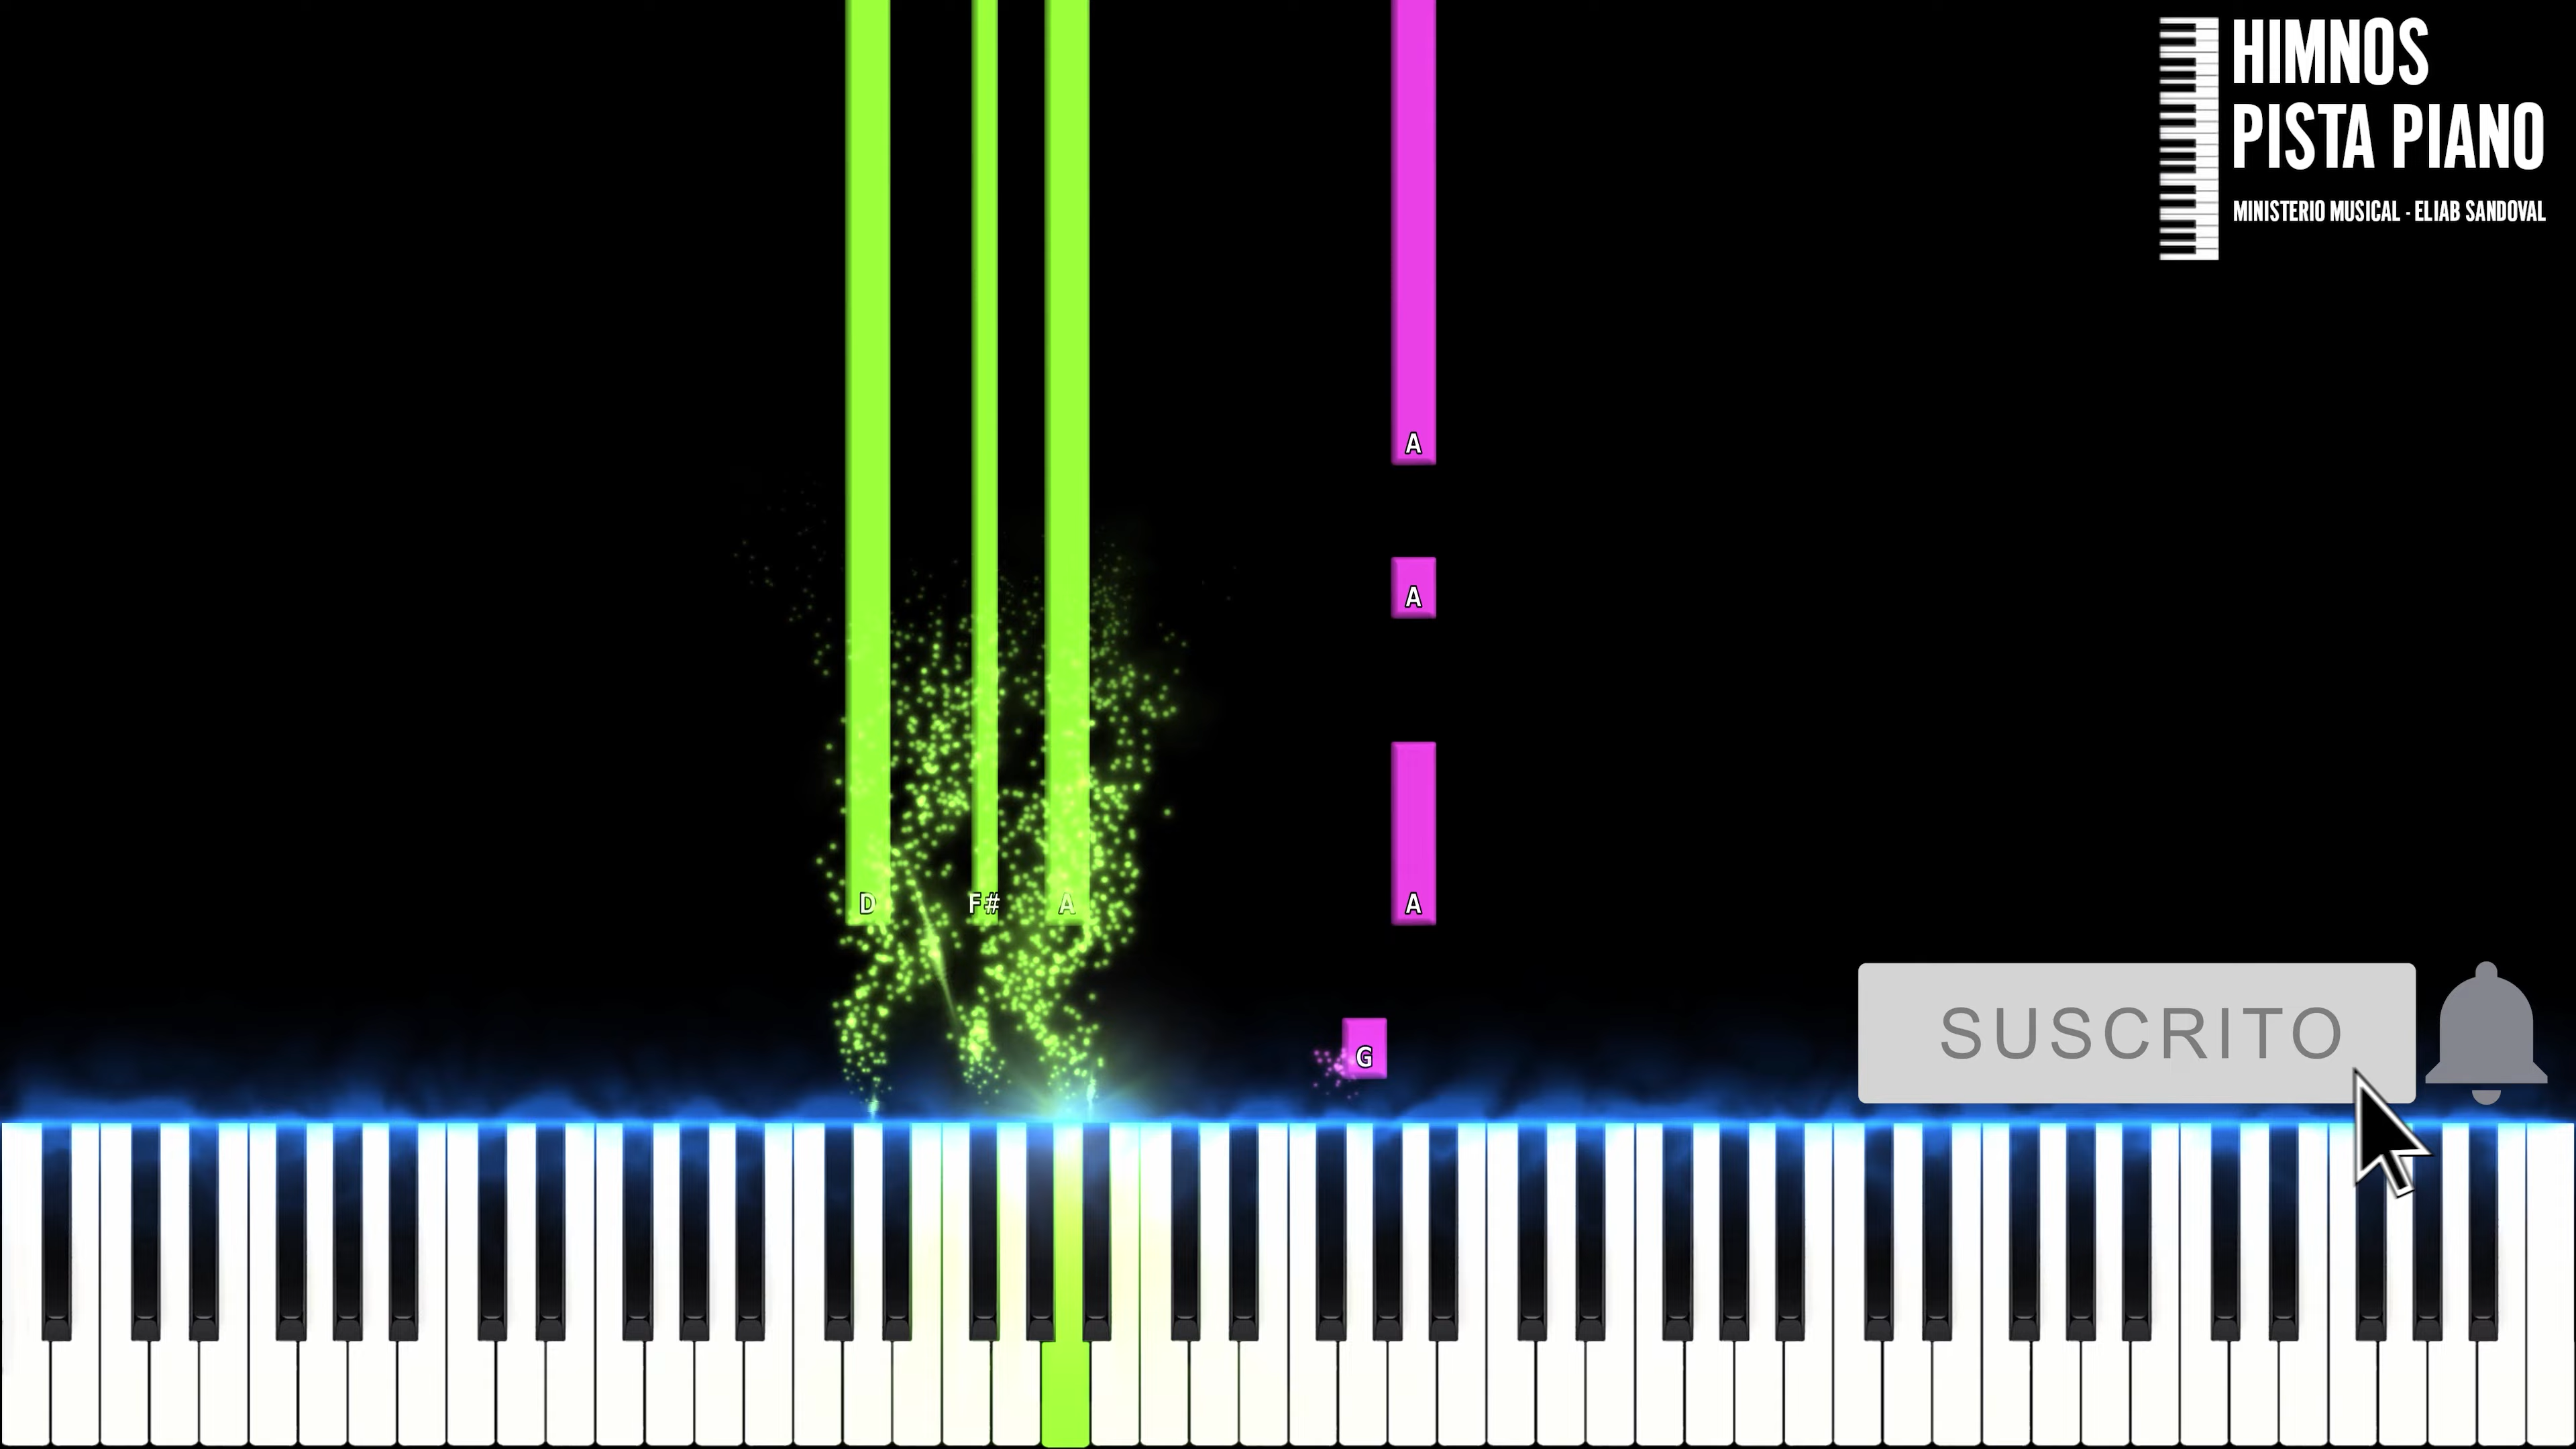 HIMNOS
PISTA PIANO
MINISTERIO MUSICAL - ELIAB SANDOVAL
A
A
D F# A A
G
SUSCRITO